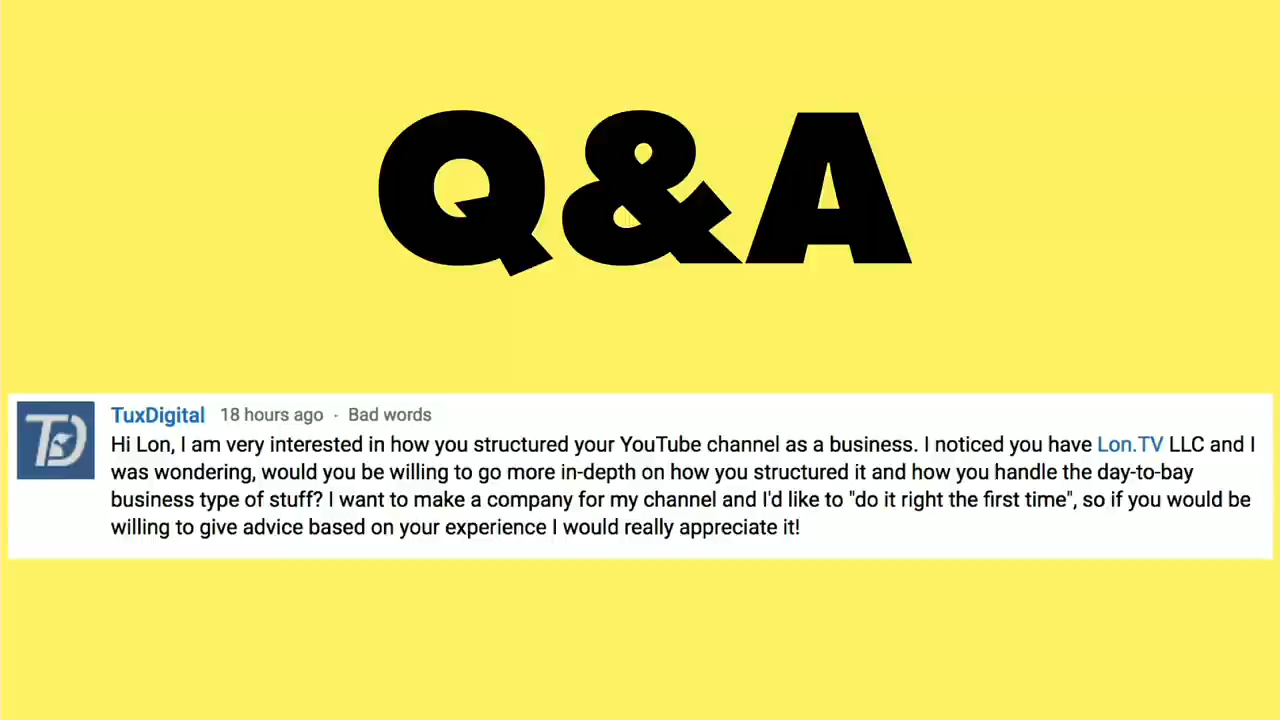 Q&A
TD
TuxDigital 18 hours ago · Bad words
Hi Lon, I am very interested in how you structured your YouTube channel as a business. I noticed you have Lon.TV LLC and I
was wondering, would you be willing to go more in-depth on how you structured it and how you handle the day-to-bay
business type of stuff? I want to make a company for my channel and I'd like to "do it right the first time", so if you would be
willing to give advice based on your experience I would really appreciate it!